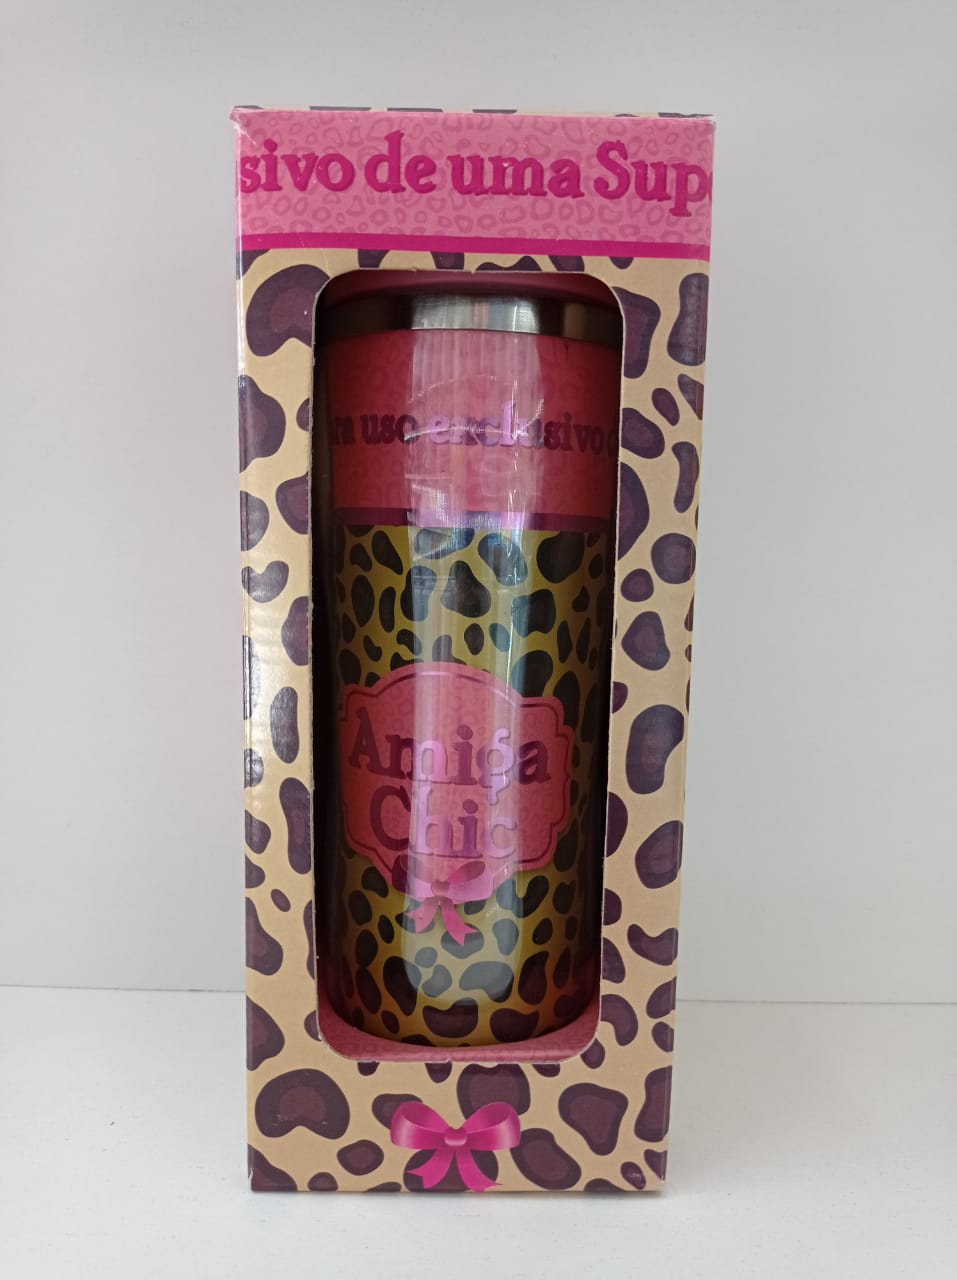 sivo de uma Sup
ra uso exclusivo d
Amiga
Chic